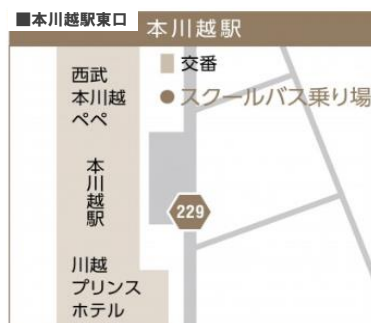 ■本川越駅東口
本川越駅
西武
本川越
ペペ
交番
●スクールバス乗り場
本川越駅
229
川越
プリンス
ホテル